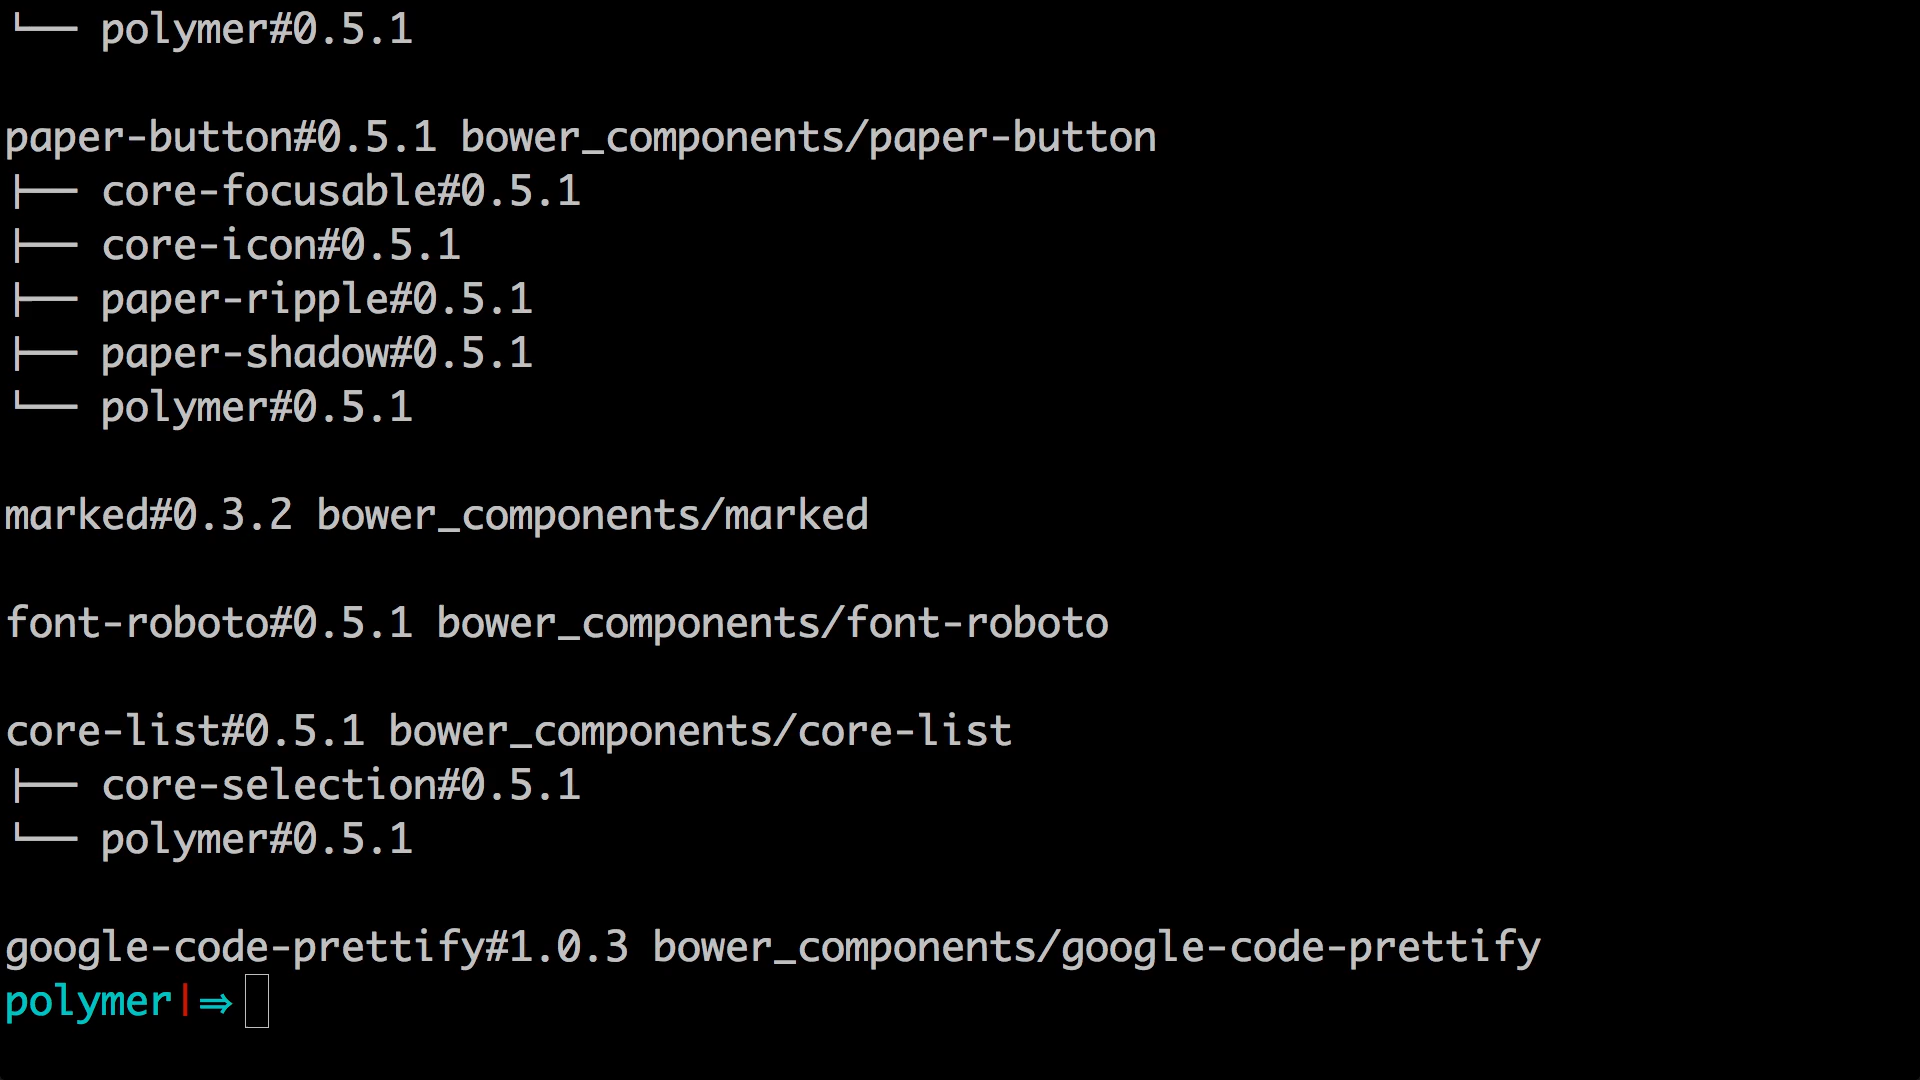 └── polymer#0.5.1
paper-button#0.5.1 bower_components/paper-button
├── core-focusable#0.5.1
├── core-icon#0.5.1
├── paper-ripple#0.5.1
├── paper-shadow#0.5.1
└── polymer#0.5.1
marked#0.3.2 bower_components/marked
font-roboto#0.5.1 bower_components/font-roboto
core-list#0.5.1 bower_components/core-list
├── core-selection#0.5.1
└── polymer#0.5.1
google-code-prettify#1.0.3 bower_components/google-code-prettify
polymer|⇒